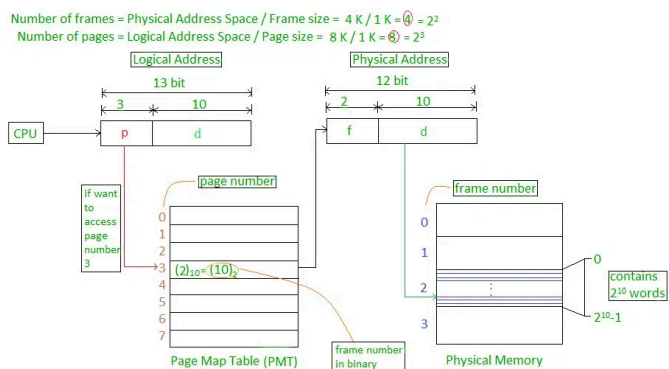 Number of frames = Physical Address Space / Frame size = 4 K / 1 K = 4 = 2²
Number of pages = Logical Address Space / Page size = 8 K / 1 K = 8 = 2³
Logical Address
Physical Address
13 bit
12 bit
3
10
2
10
CPU
p
d
f
d
page number
frame number
if want
to
access
page
number
3
0
1
2
3
4
5
6
7
(2)₁₀= (10)₂
0
1
2
3
:
0
contains
2¹⁰ words
2¹⁰-1
frame number
in binary
Page Map Table (PMT)
Physical Memory